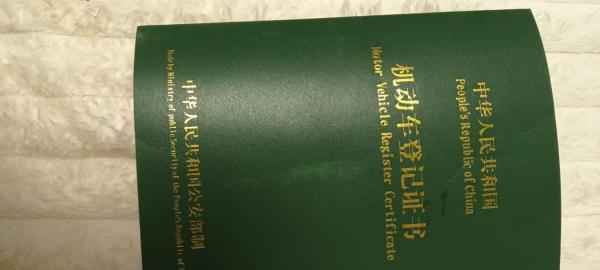 中华人民共和国
People's Republic of China
机动车登记证书
Motor Vehicle Register Certificate
中华人民共和国公安部制
Made by Ministry of public Security of the People's Republic of